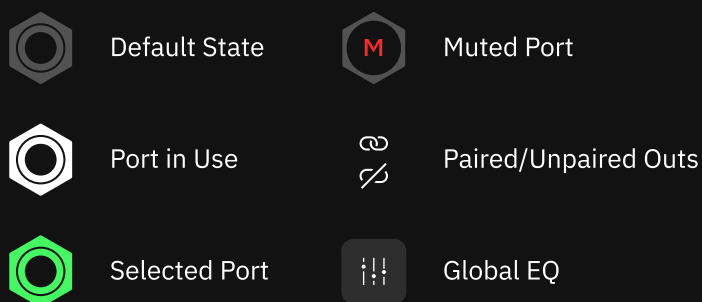 Default State
M
Muted Port
Port in Use
Paired/Unpaired Outs
Selected Port
Global EQ